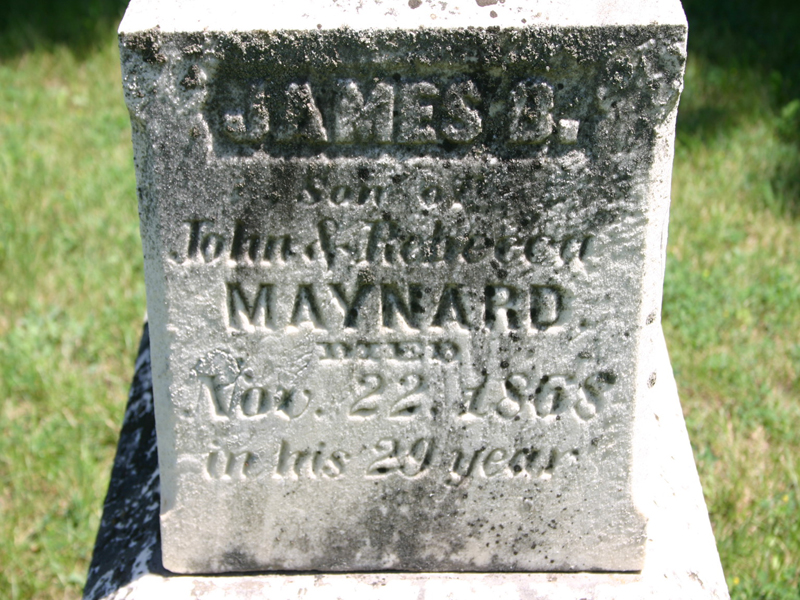 JAMES B.
Son of
John & Rebecca
MAYNARD.
DIED
Nov. 22, 1868
in his 29 year